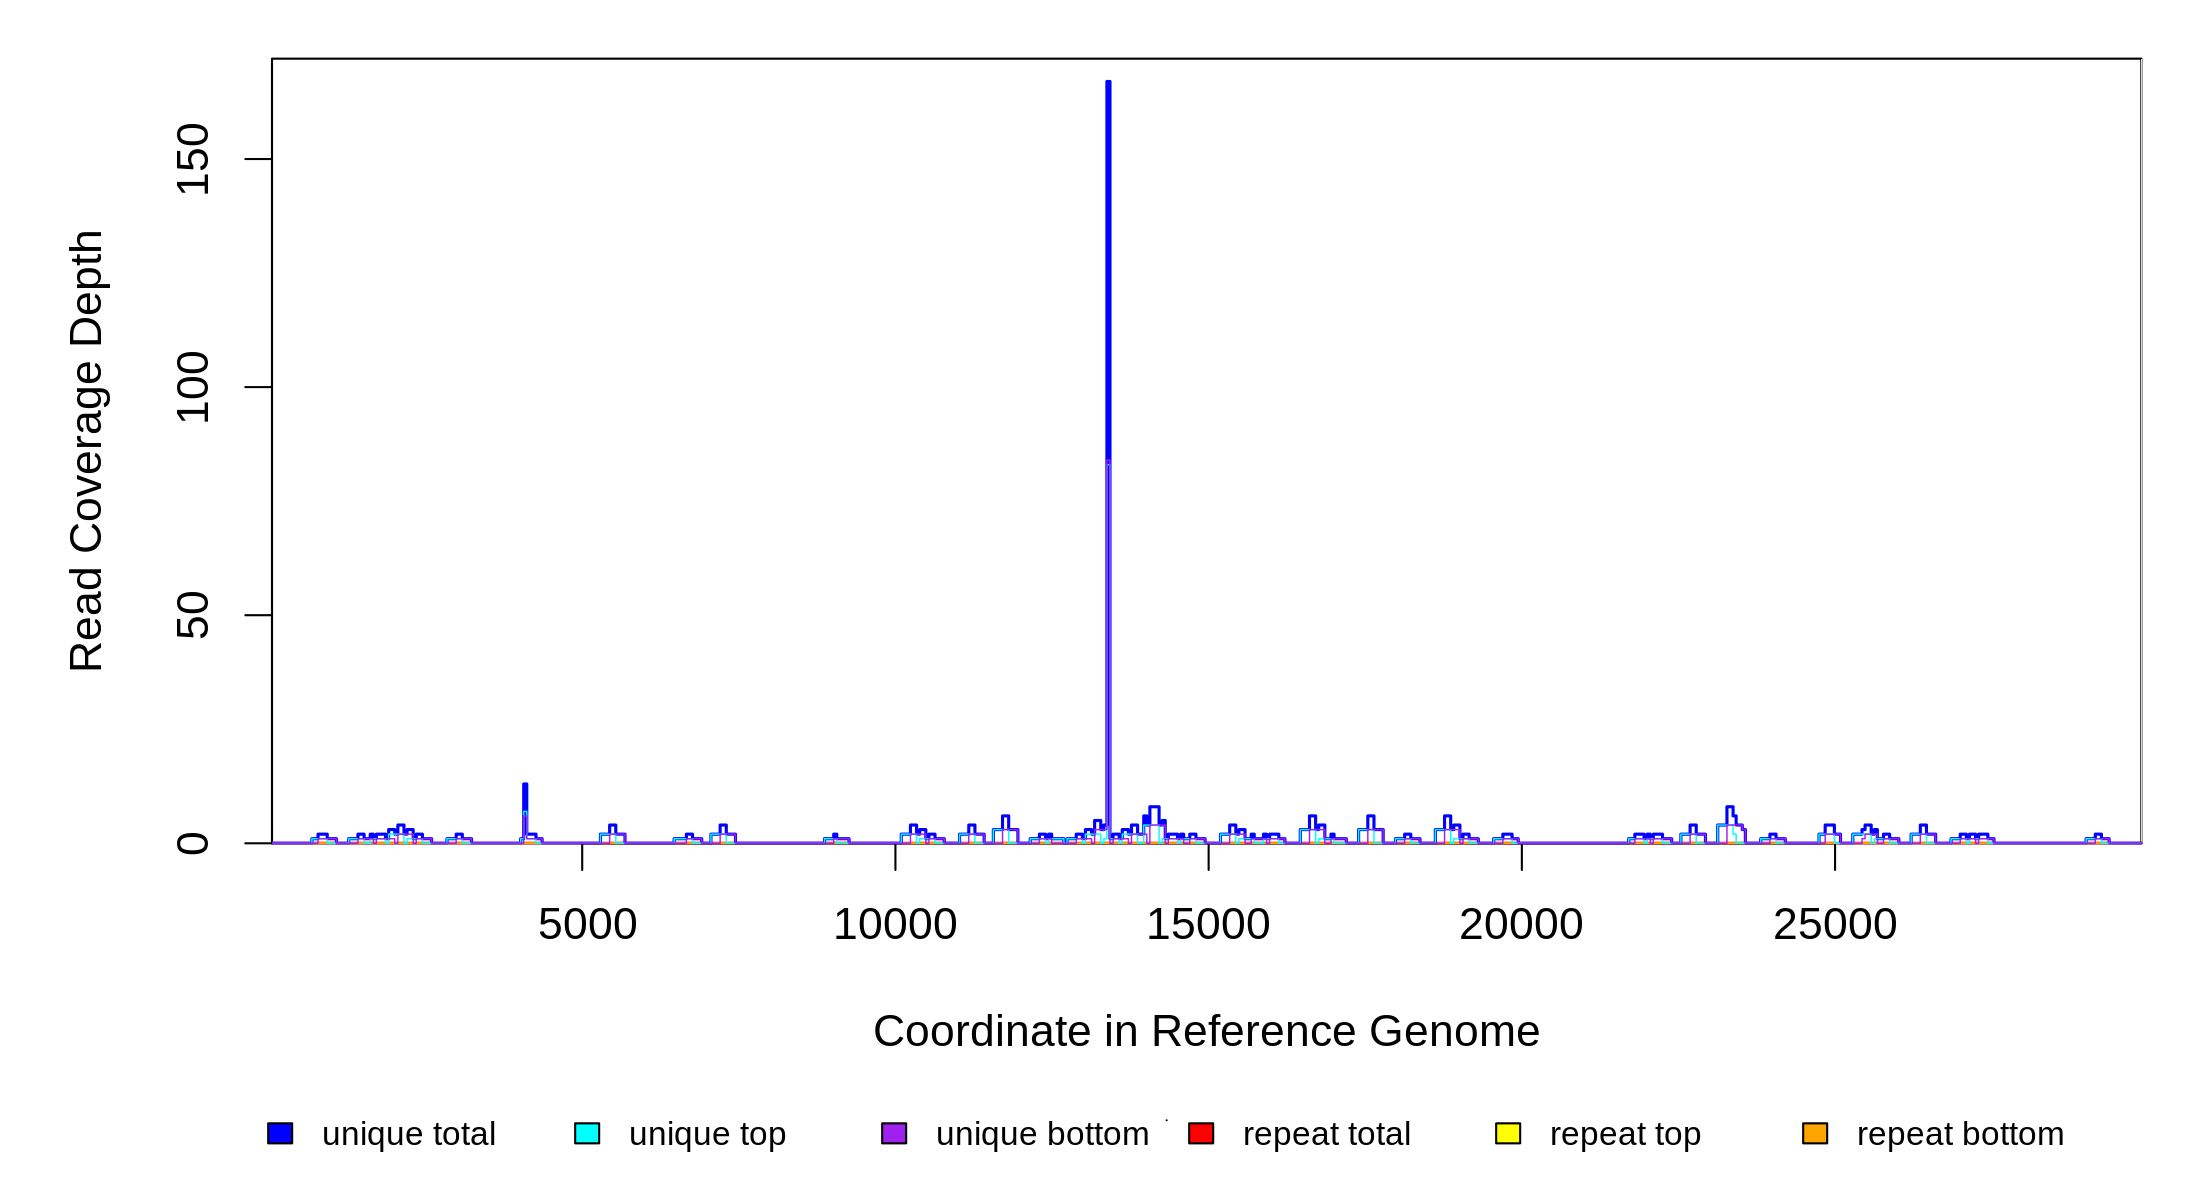 150
100
50
0
Read Coverage Depth
5000 10000 15000 20000 25000
Coordinate in Reference Genome
unique total unique top unique bottom repeat total repeat top repeat bottom